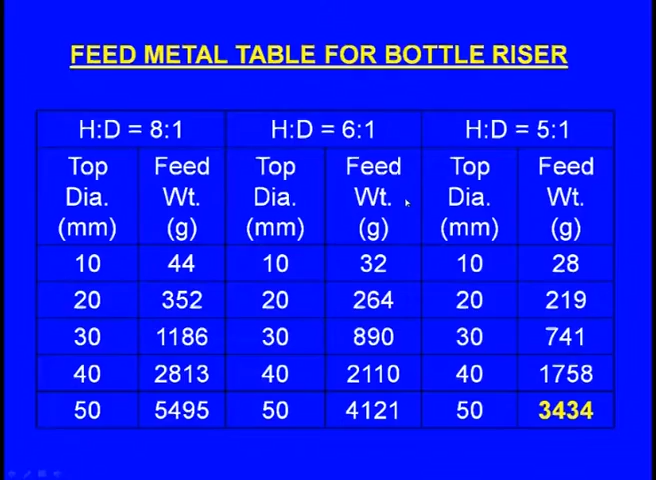 FEED METAL TABLE FOR BOTTLE RISER
H:D = 8:1 H:D = 6:1 H:D = 5:1
Top Feed Top Feed Top Feed
Dia. Wt. Dia. Wt. Dia. Wt.
(mm) (g) (mm) (g) (mm) (g)
10 44 10 32 10 28
20 352 20 264 20 219
30 1186 30 890 30 741
40 2813 40 2110 40 1758
50 5495 50 4121 50 3434